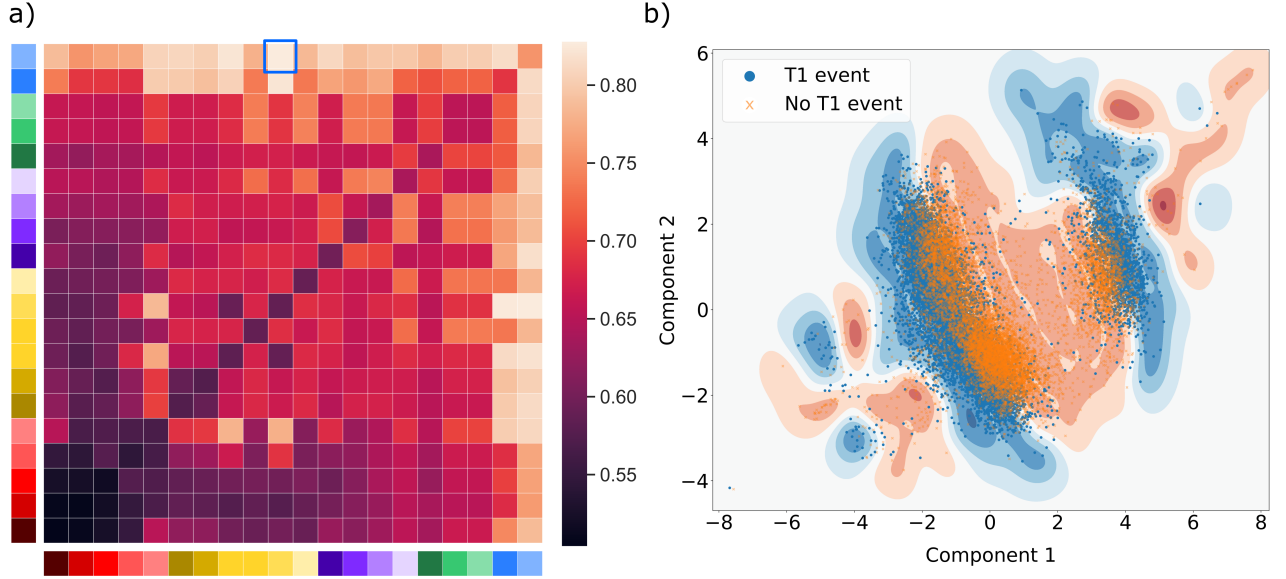 a)
0.80
0.75
0.70
0.65
0.60
0.55
b)
T1 event
No T1 event
6
4
2
0
−2
−4
Component 2
−8 −6 −4 −2 0 2 4 6 8
Component 1